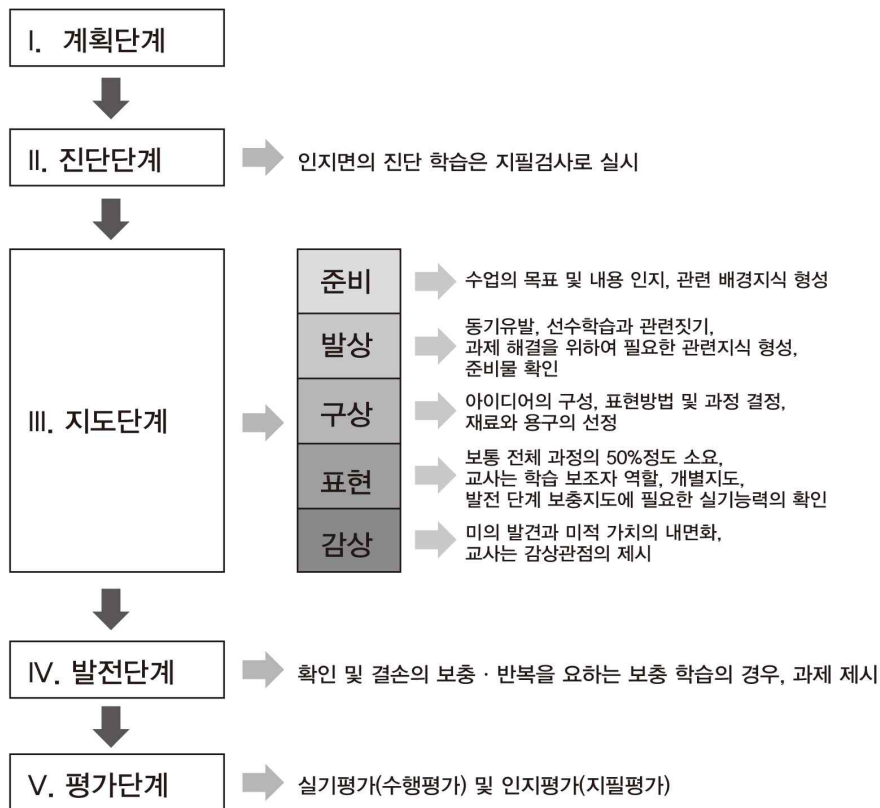 Ⅰ. 계획단계
Ⅱ. 진단단계
인지면의 진단 학습은 지필검사로 실시
Ⅲ. 지도단계
준비
수업의 목표 및 내용 인지, 관련 배경지식 형성
발상
동기유발, 선수학습과 관련짓기,
과제 해결을 위하여 필요한 관련지식 형성,
준비물 확인
구상
아이디어의 구성, 표현방법 및 과정 결정,
재료와 용구의 선정
표현
보통 전체 과정의 50%정도 소요,
교사는 학습 보조자 역할, 개별지도,
발전 단계 보충지도에 필요한 실기능력의 확인
감상
미의 발견과 미적 가치의 내면화,
교사는 감상관점의 제시
Ⅳ. 발전단계
확인 및 결손의 보충 · 반복을 요하는 보충 학습의 경우, 과제 제시
Ⅴ. 평가단계
실기평가(수행평가) 및 인지평가(지필평가)